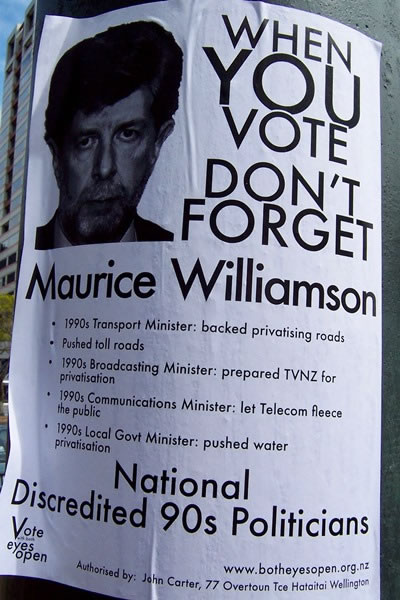 WHEN
YOU
VOTE
DON'T
FORGET
Maurice Williamson
• 1990s Transport Minister: backed privatising roads
• Pushed toll roads
• 1990s Broadcasting Minister: prepared TVNZ for
privatisation
• 1990s Communications Minister: let Telecom fleece
the public
• 1990s Local Govt Minister: pushed water
privatisation
National
Discredited 90s Politicians
Vote
with both
eyes
open
www.botheyesopen.org.nz
Authorised by: John Carter, 77 Overtoun Tce Hataitai Wellington